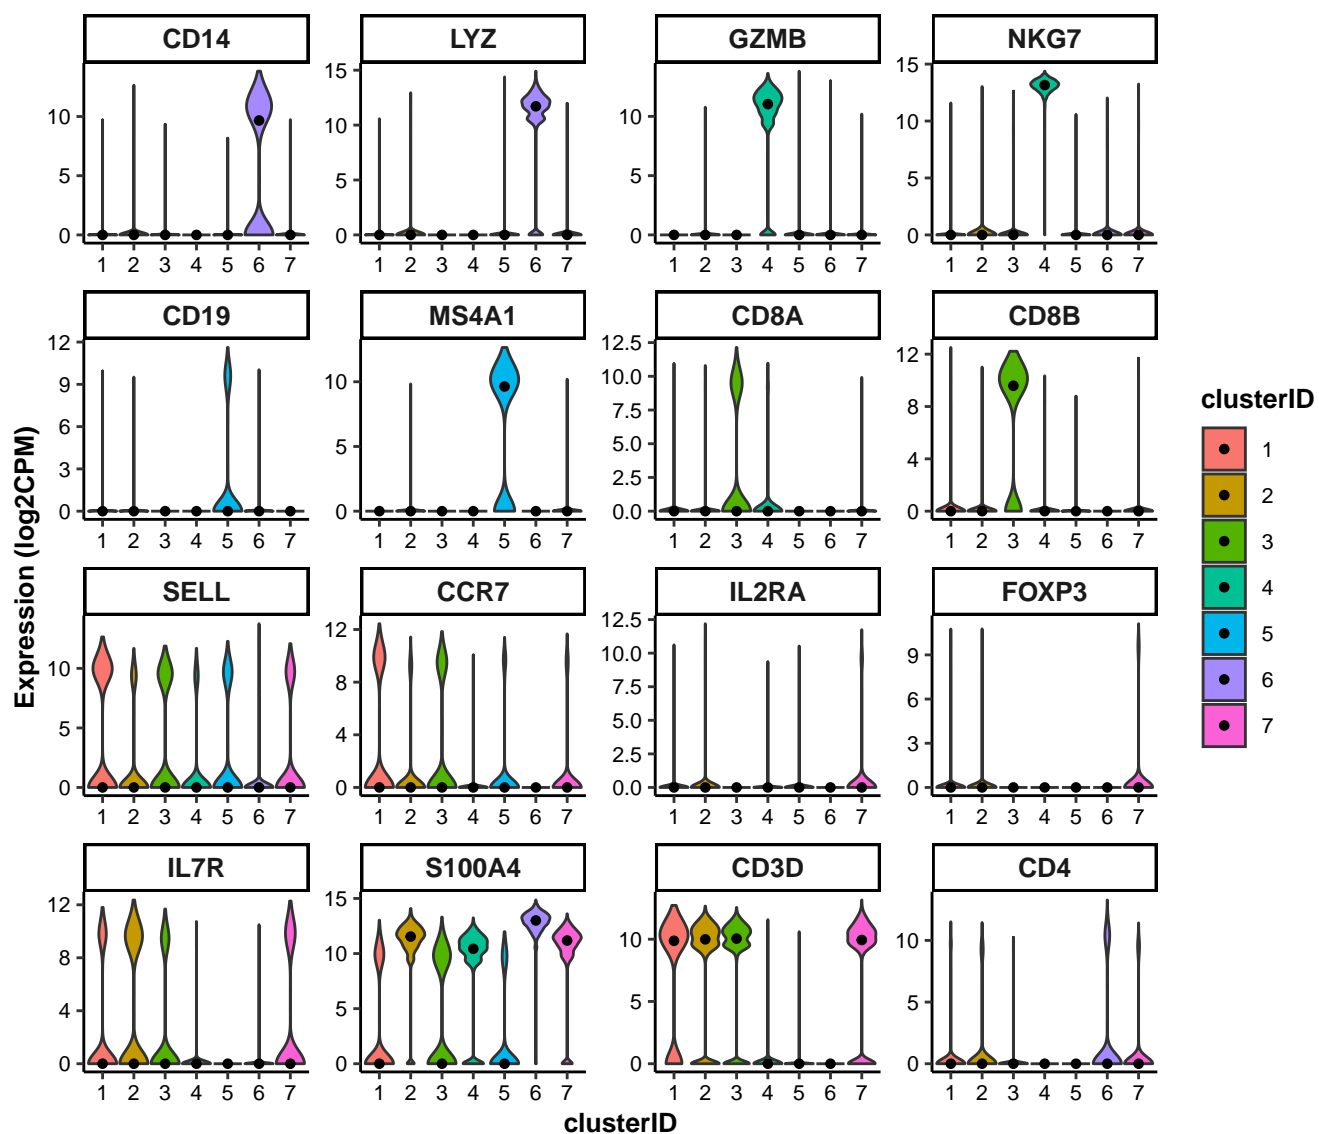 CD14 LYZ GZMB NKG7
10 5 0
15 10 5 0
10 5 0
15 10 5 0
1 2 3 4 5 6 7 1 2 3 4 5 6 7 1 2 3 4 5 6 7 1 2 3 4 5 6 7
CD19 MS4A1 CD8A CD8B
12 9 6 3 0
10 5 0
12.5 10.0 7.5 5.0 2.5 0.0
12 8 4 0
1 2 3 4 5 6 7 1 2 3 4 5 6 7 1 2 3 4 5 6 7 1 2 3 4 5 6 7
SELL CCR7 IL2RA FOXP3
10 5 0
12 8 4 0
12.5 10.0 7.5 5.0 2.5 0.0
9 6 3 0
1 2 3 4 5 6 7 1 2 3 4 5 6 7 1 2 3 4 5 6 7 1 2 3 4 5 6 7
IL7R S100A4 CD3D CD4
12 8 4 0
15 10 5 0
10 5 0
10 5 0
1 2 3 4 5 6 7 1 2 3 4 5 6 7 1 2 3 4 5 6 7 1 2 3 4 5 6 7
Expression (log2CPM)
clusterID
clusterID
1
2
3
4
5
6
7